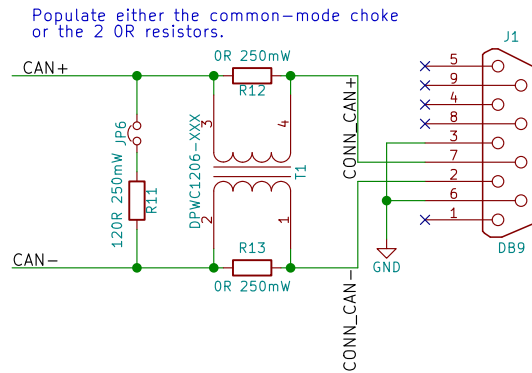 Populate either the common-mode choke
or the 2 0R resistors.
J1
CAN+
0R 250mW
R12
5
9
4
8
3
7
2
6
1
JP6
3
4
CONN_CAN+
DPWC1206-XXX
T1
120R 250mW
R11
2
1
R13
0R 250mW
CAN-
GND
DB9
CONN_CAN-